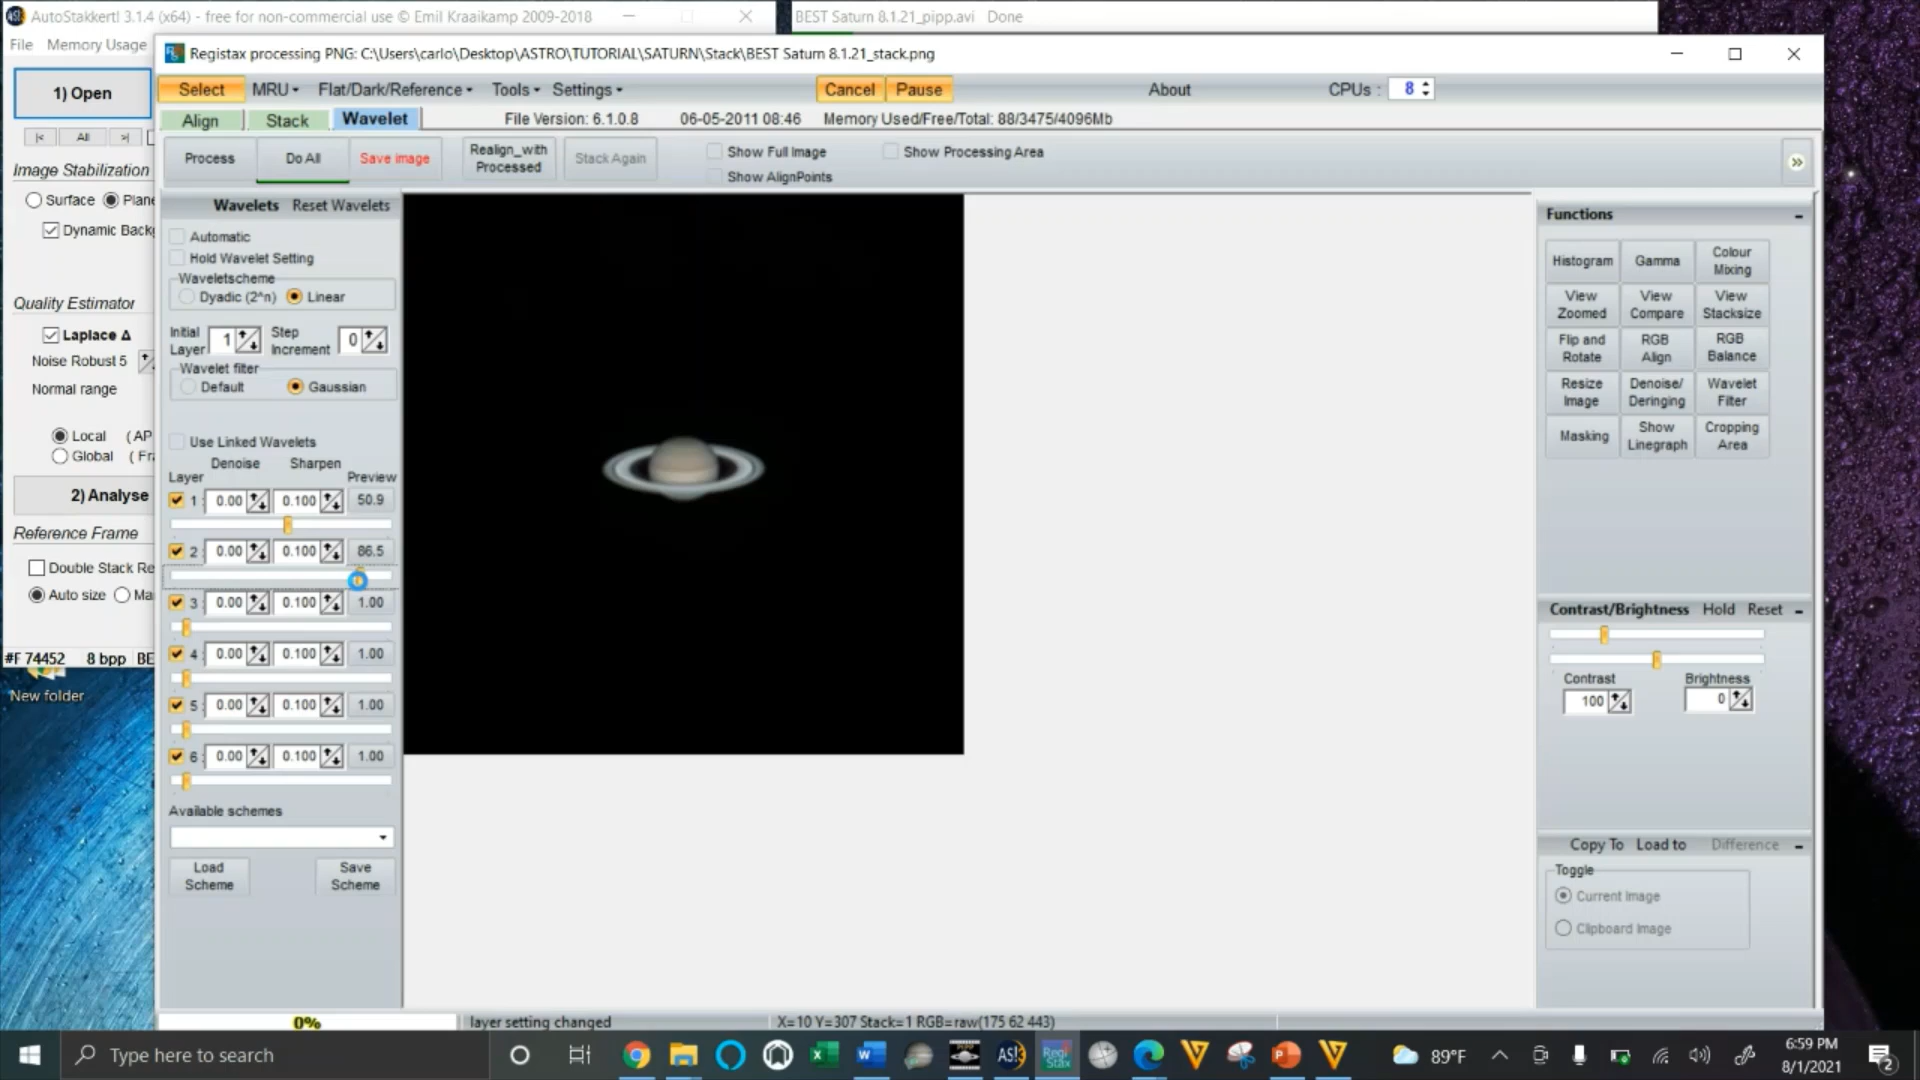 AutoStakkert! 3.1.4 (x64) - free for non-commercial use © Emil Kraaikamp 2009-2018
BEST Saturn 8.1.21_pipp.avi Done
File Memory Usage
Registax processing PNG: C:\Users\carlo\Desktop\ASTRO\TUTORIAL\SATURN\Stack\BEST Saturn 8.1.21_stack.png
1) Open
Select MRU Flat/Dark/Reference Tools Settings Cancel Pause About CPUs : 8
Align Stack Wavelet File Version: 6.1.0.8 06-05-2011 08:46 Memory Used/Free/Total: 88/3475/4096Mb
|< All >|
Process Do All Save image Realign_with Processed Stack Again Show Full Image Show Processing Area
Show AlignPoints
»
Image Stabilization
Surface Plane
Dynamic Back
Quality Estimator
Laplace Δ
Noise Robust 5
Normal range
Local ( AP
Global ( Fr
2) Analyse
Reference Frame
Double Stack Re
Auto size Ma
#F 74452 8 bpp BE
New folder
Wavelets Reset Wavelets
Automatic
Hold Wavelet Setting
Waveletscheme
Dyadic (2^n) Linear
Initial Layer 1 Step Increment 0
Wavelet filter
Default Gaussian
Use Linked Wavelets
Denoise Sharpen
Layer Preview
1 : 0.00 0.100 50.9
2 0.00 0.100 86.5
3 0.00 0.100 1.00
4 0.00 0.100 1.00
5 0.00 0.100 1.00
6 : 0.00 0.100 1.00
Available schemes
Load Scheme
Save Scheme
Functions
Histogram Gamma Colour Mixing
View Zoomed View Compare View Stacksize
Flip and Rotate RGB Align RGB Balance
Resize Image Denoise/ Deringing Wavelet Filter
Masking Show Linegraph Cropping Area
Contrast/Brightness Hold Reset
Contrast Brightness
100 0
Copy To Load to Difference
Toggle
Current Image
Clipboard Image
0% layer setting changed X=10 Y=307 Stack=1 RGB=raw(175 62 443)
Type here to search
AS!
Regi Stax
89°F
6:59 PM
8/1/2021
2